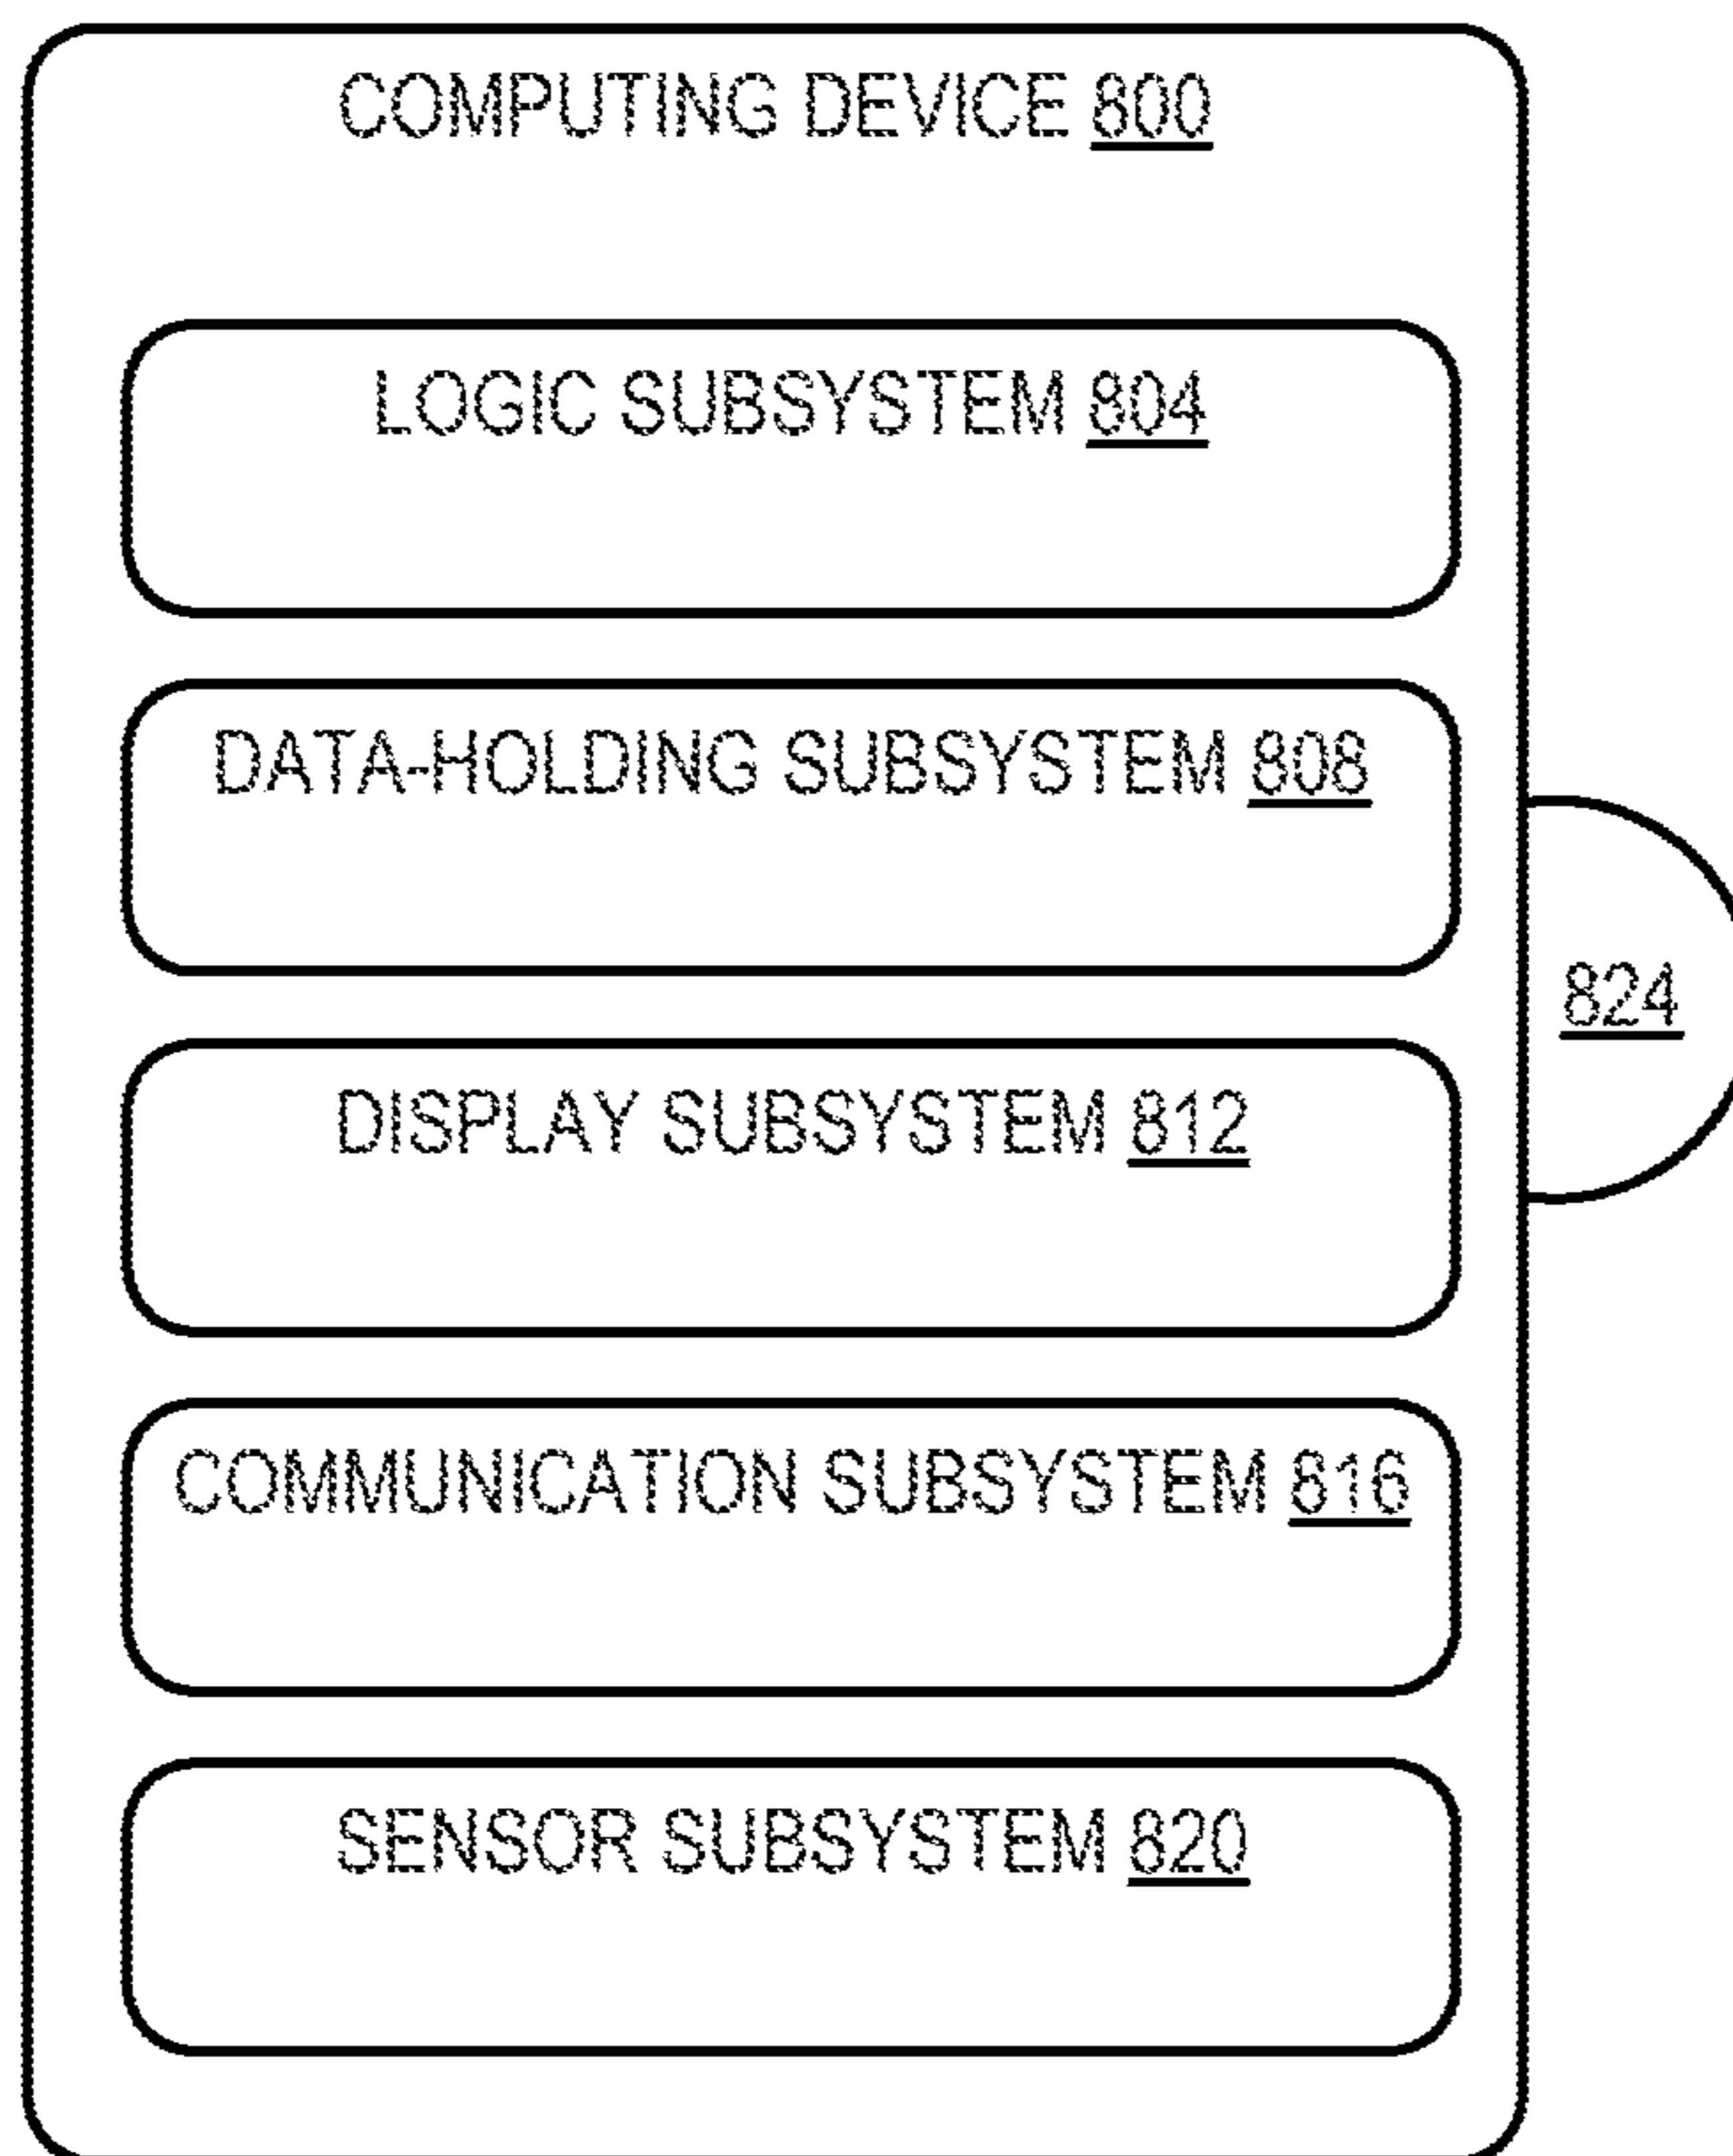 COMPUTING DEVICE 800
LOGIC SUBSYSTEM 804
DATA-HOLDING SUBSYSTEM 808
824
DISPLAY SUBSYSTEM 812
COMMUNICATION SUBSYSTEM 816
SENSOR SUBSYSTEM 820